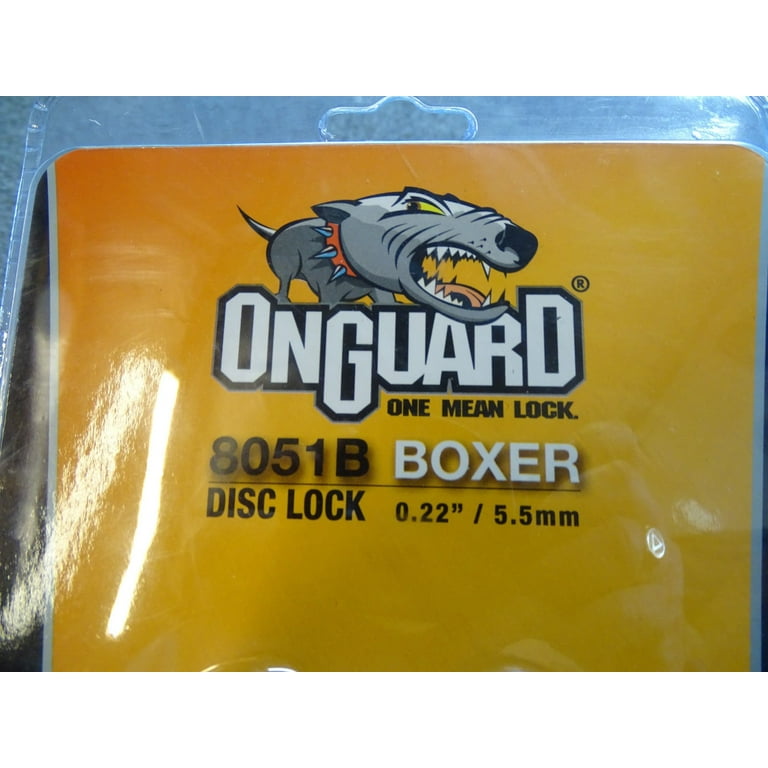 ONGUARD®
ONE MEAN LOCK.
8051B BOXER
DISC LOCK 0.22” / 5.5mm